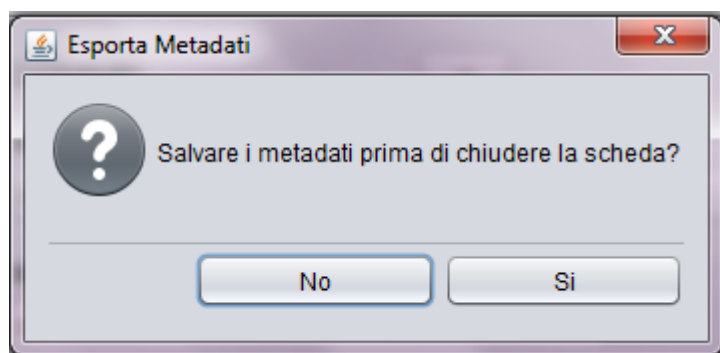 Esporta Metadati
Salvare i metadati prima di chiudere la scheda?
No
Si